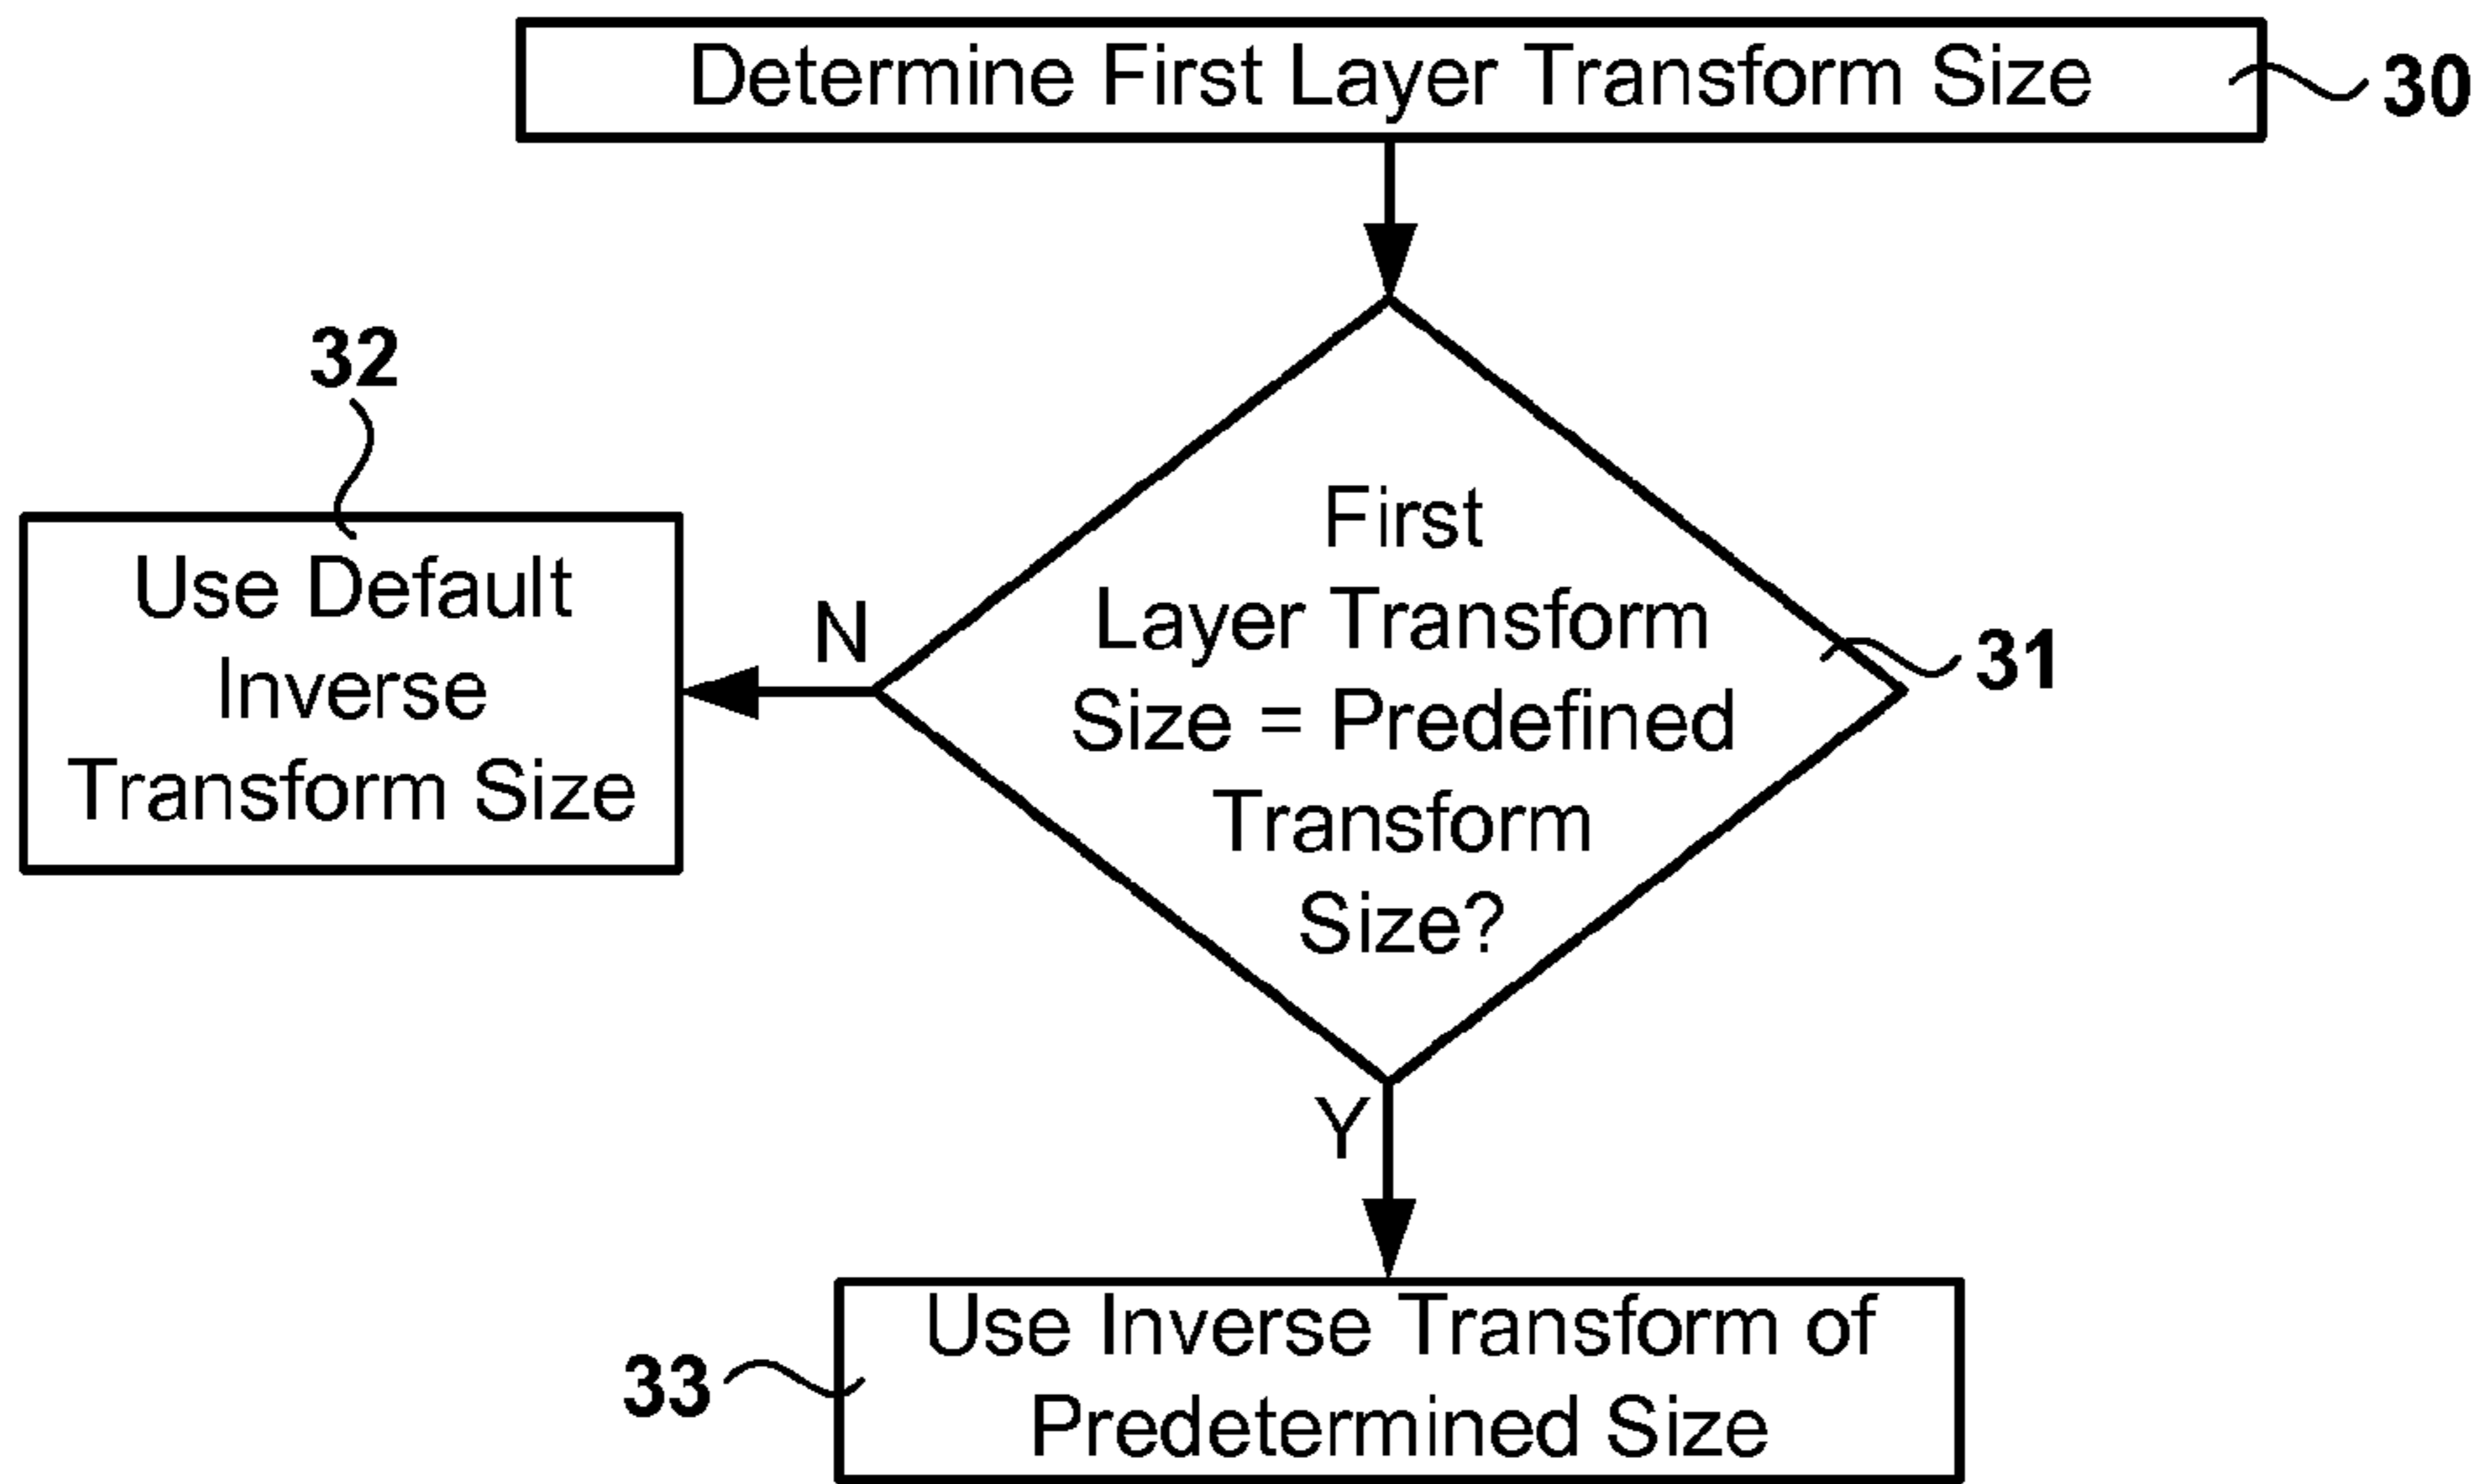 Determine First Layer Transform Size
30
32
First
Layer Transform
Size = Predefined
Transform
Size?
31
N
Use Default
Inverse
Transform Size
Y
Use Inverse Transform of
Predetermined Size
33